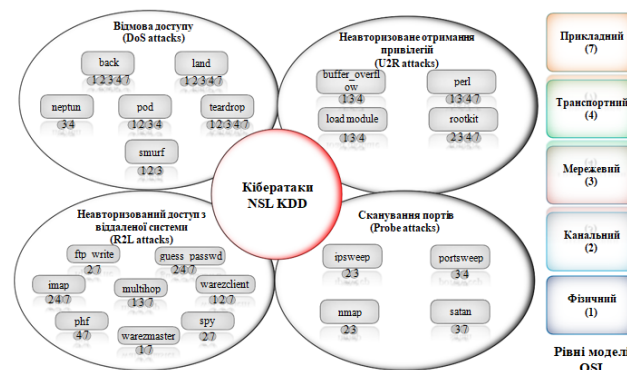 Відмова доступу
(DoS attacks)
back
1 2 3 4 7
land
1 2 3 4 7
neptun
3 4
pod
1 2 3 4
teardrop
1 2 3 4 7
smurf
1 2 3
Неавторизоване отримання
привілегій
(U2R attacks)
buffer_overfl
ow
1 3 4
perl
1 3 4 7
load module
1 3 4
rootkit
2 3 4 7
Кібератаки
NSL KDD
Неавторизований доступ з
віддаленої системи
(R2L attacks)
ftp_write
2 7
guess_passwd
2 4 7
imap
2 4 7
multihop
1 3 7
warezclient
1 2 7
phf
4 7
warezmaster
1 7
spy
2 7
Сканування портів
(Probe attacks)
ipsweep
2 3
portsweep
3 4
nmap
2 3
satan
3 7
Прикладний
(7)
Транспортний
(4)
Мережевий
(3)
Канальний
(2)
Фізичний
(1)
Рівні моделі
OSI